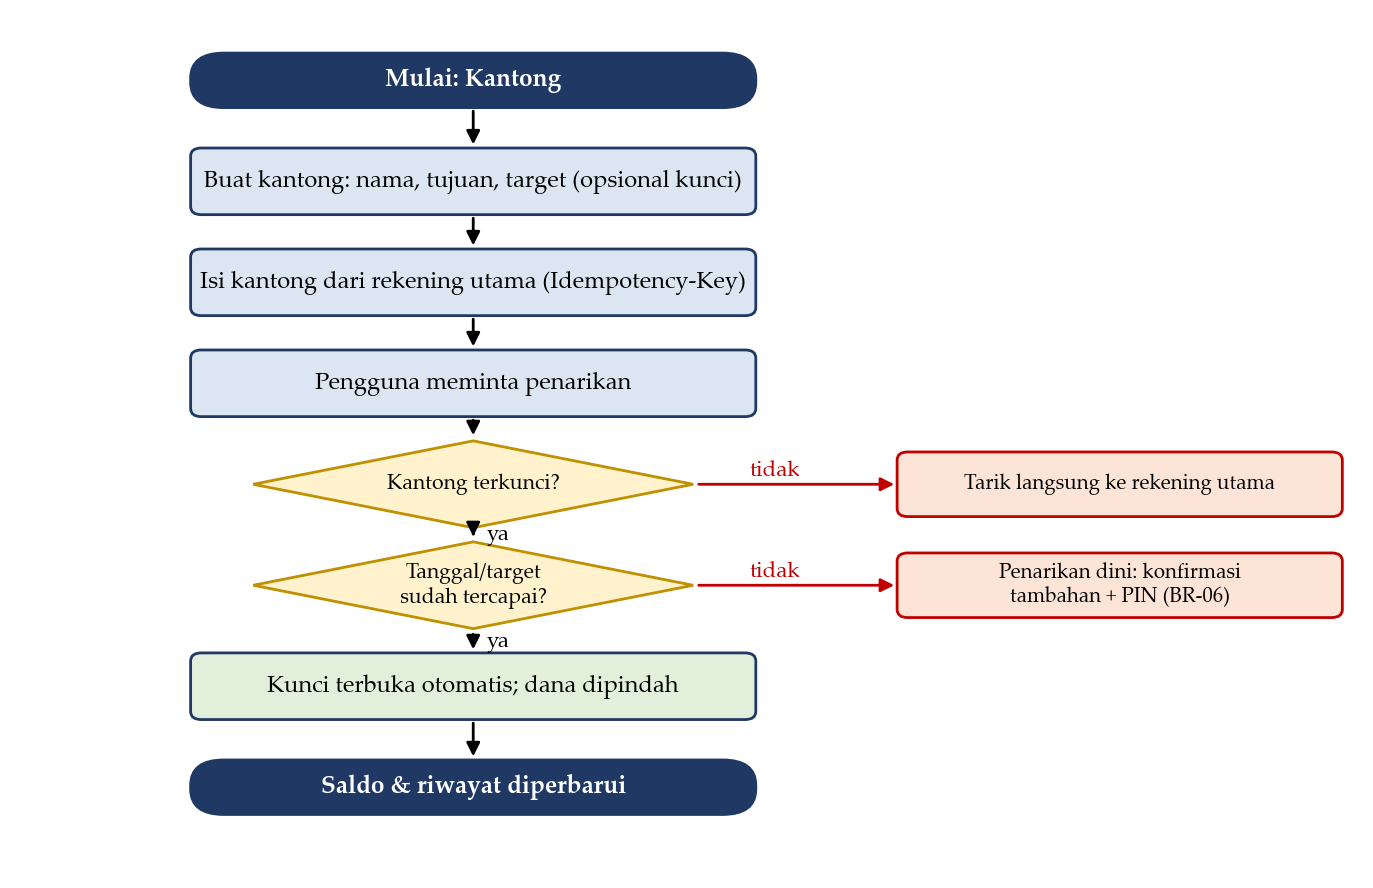 Mulai: Kantong
Buat kantong: nama, tujuan, target (opsional kunci)
Isi kantong dari rekening utama (Idempotency-Key)
Pengguna meminta penarikan
Kantong terkunci?
tidak
Tarik langsung ke rekening utama
ya
Tanggal/target
sudah tercapai?
tidak
Penarikan dini: konfirmasi
tambahan + PIN (BR-06)
ya
Kunci terbuka otomatis; dana dipindah
Saldo & riwayat diperbarui